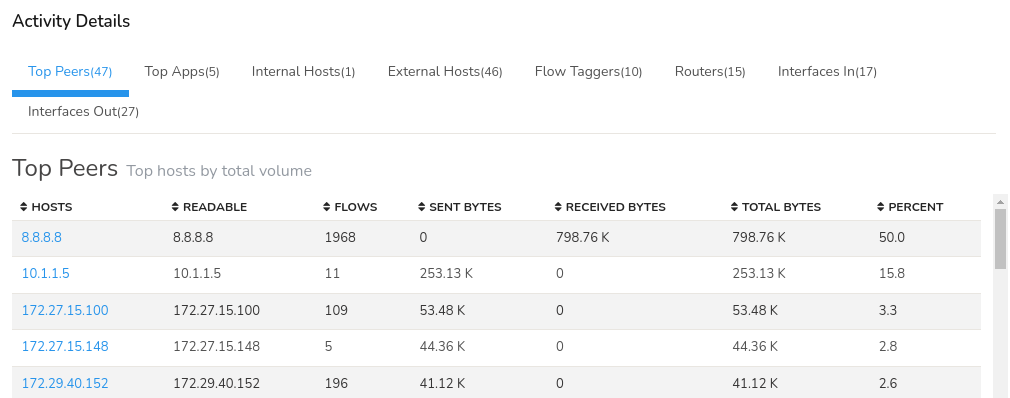 Activity Details
Top Peers(47) Top Apps(5) Internal Hosts(1) External Hosts(46) Flow Taggers(10) Routers(15) Interfaces In(17)
Interfaces Out(27)
Top Peers Top hosts by total volume
HOSTS READABLE FLOWS SENT BYTES RECEIVED BYTES TOTAL BYTES PERCENT
8.8.8.8 8.8.8.8 1968 0 798.76 K 798.76 K 50.0
10.1.1.5 10.1.1.5 11 253.13 K 0 253.13 K 15.8
172.27.15.100 172.27.15.100 109 53.48 K 0 53.48 K 3.3
172.27.15.148 172.27.15.148 5 44.36 K 0 44.36 K 2.8
172.29.40.152 172.29.40.152 196 41.12 K 0 41.12 K 2.6